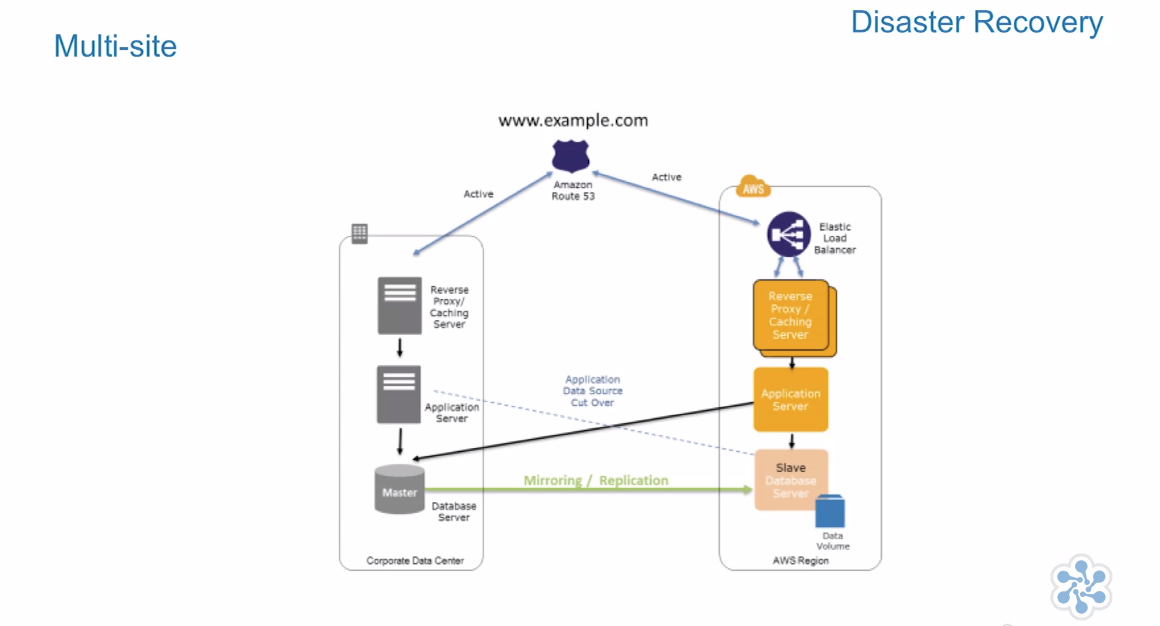 Multi-site
Disaster Recovery
www.example.com
Amazon
Route 53
Active
Active
AWS
Elastic
Load
Balancer
Reverse
Proxy/
Caching
Server
Reverse
Proxy /
Caching
Server
Application
Server
Application
Data Source
Cut Over
Application
Server
Master
Database
Server
Mirroring / Replication
Slave
Database
Server
Data
Volume
Corporate Data Center
AWS Region